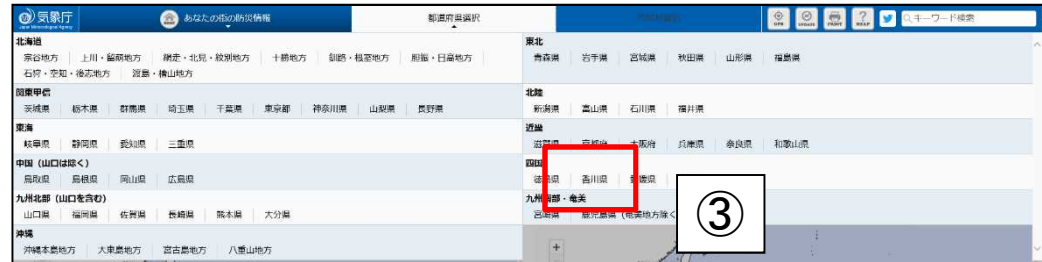 気象庁
Japan Meteorological Agency
あなたの街の防災情報
都道府県選択
キーワード検索
北海道
宗谷地方 上川・留萌地方 網走・北見・紋別地方 十勝地方 釧路・根室地方 胆振・日高地方
石狩・空知・後志地方 渡島・檜山地方
東北
青森県 岩手県 宮城県 秋田県 山形県 福島県
関東甲信
茨城県 栃木県 群馬県 埼玉県 千葉県 東京都 神奈川県 山梨県 長野県
北陸
新潟県 富山県 石川県 福井県
東海
岐阜県 静岡県 愛知県 三重県
近畿
滋賀県 京都府 大阪府 兵庫県 奈良県 和歌山県
中国 (山口は除く)
鳥取県 島根県 岡山県 広島県
四国
徳島県 香川県 愛媛県
九州北部 (山口を含む)
山口県 福岡県 佐賀県 長崎県 熊本県 大分県
九州南部・奄美
宮崎県 鹿児島県 (奄美地方除く
③
沖縄
沖縄本島地方 大東島地方 宮古島地方 八重山地方
+